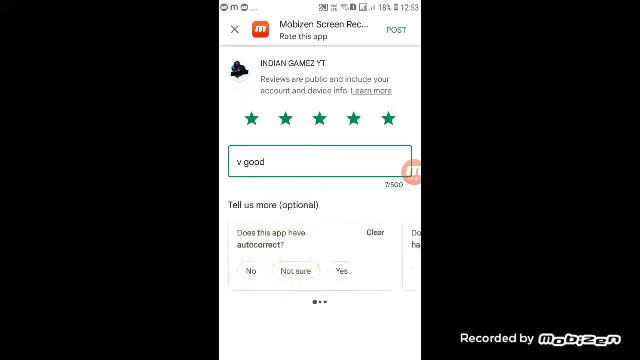 18% 12:53
Mobizen Screen Rec...
Rate this app
POST
INDIAN GAMEZ YT
Reviews are public and include your
account and device info. Learn more
v good
7/500
Tell us more (optional)
Does this app have
autocorrect?
Clear
Do
ha
No
Not sure
Yes
Recorded by mobizen